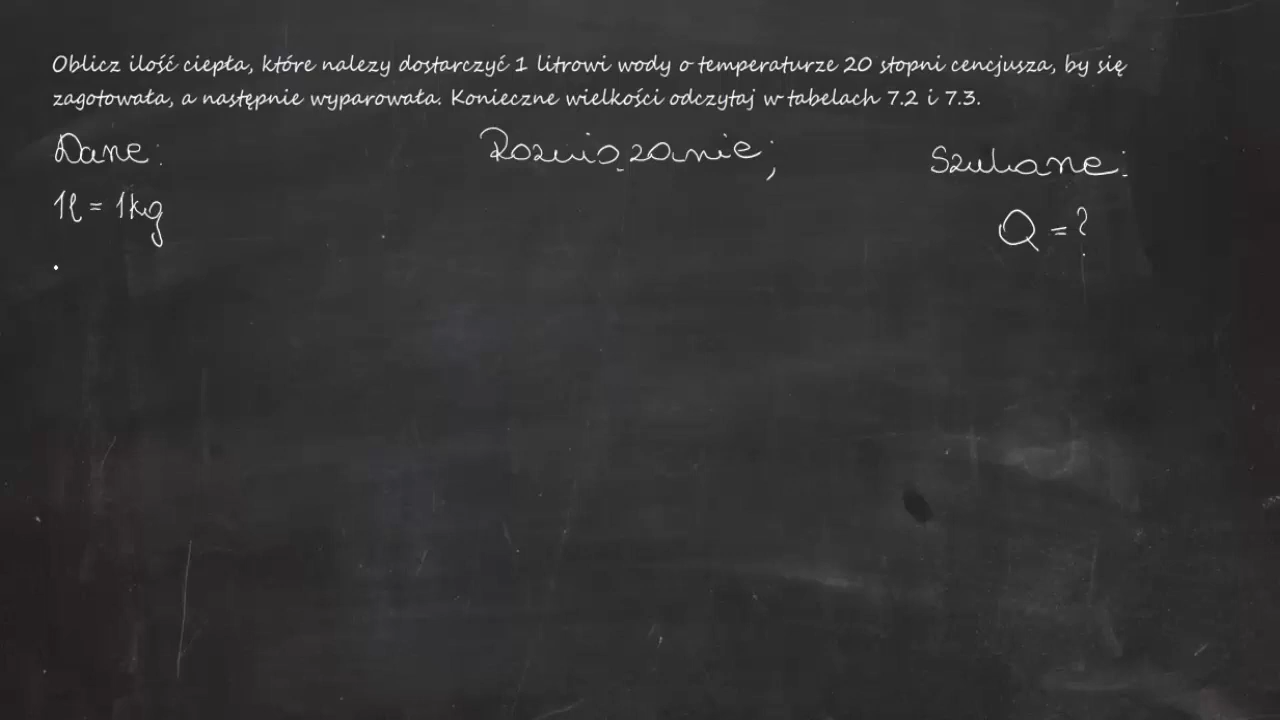 Oblicz ilość ciepła, które nalezy dostarczyć 1 litrowi wody o temperaturze 20 stopni cencjusza, by się
zagotowała, a następnie wyparowała. Konieczne wielkości odczytaj w tabelach 7.2 i 7.3.
Dane: Rozwiązanie; Szukane:
1l = 1kg Q = ?